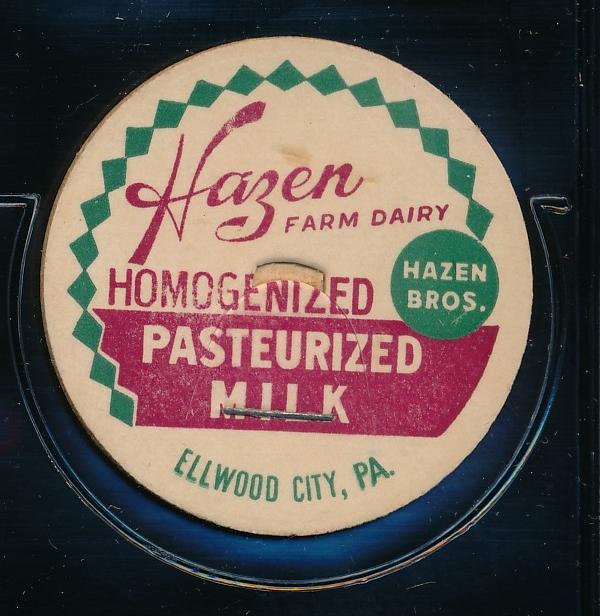 Hazen
FARM DAIRY
HOMOGENIZED
HAZEN
BROS.
PASTEURIZED
MILK
ELLWOOD CITY, PA.